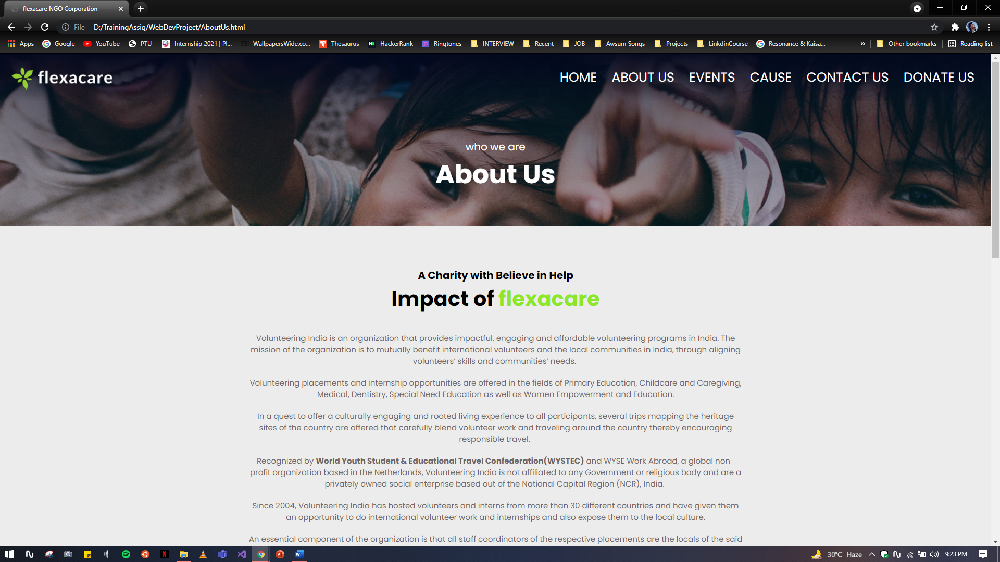 flexacare NGO Corporation
File
D:/TrainingAssig/WebDevProject/AboutUs.html
Apps Google YouTube PTU Internship 2021 | Pl... WallpapersWide.co... Thesaurus HackerRank Ringtones INTERVIEW Recent JOB Awsum Songs Projects LinkdinCourse Resonance & Kaisa... » Other bookmarks Reading list
flexacare
HOME ABOUT US EVENTS CAUSE CONTACT US DONATE US
who we are
About Us
A Charity with Believe in Help
Impact of flexacare
Volunteering India is an organization that provides impactful, engaging and affordable volunteering programs in India. The
mission of the organization is to mutually benefit international volunteers and the local communities in India, through aligning
volunteers’ skills and communities’ needs.
Volunteering placements and internship opportunities are offered in the fields of Primary Education, Childcare and Caregiving,
Medical, Dentistry, Special Need Education as well as Women Empowerment and Education.
In a quest to offer a culturally engaging and rooted living experience to all participants, several trips mapping the heritage
sites of the country are offered that carefully blend volunteer work and traveling around the country thereby encouraging
responsible travel.
Recognized by World Youth Student & Educational Travel Confederation(WYSTEC) and WYSE Work Abroad, a global non-
profit organization based in the Netherlands, Volunteering India is not affiliated to any Government or religious body and are a
privately owned social enterprise based out of the National Capital Region (NCR), India.
Since 2004, Volunteering India has hosted volunteers and interns from more than 30 different countries and have given them
an opportunity to do international volunteer work and internships and also expose them to the local culture.
An essential component of the organization is that all staff coordinators of the respective placements are the locals of the said
30°C Haze
9:23 PM